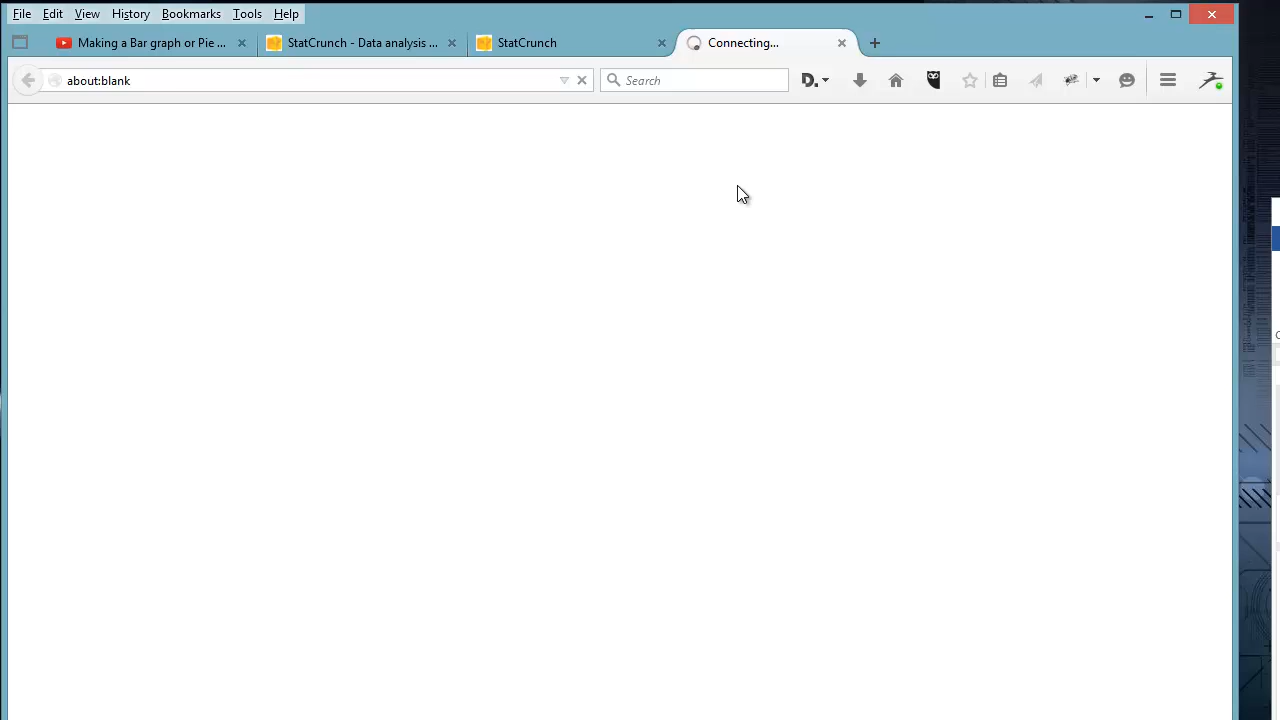 File Edit View History Bookmarks Tools Help
Making a Bar graph or Pie ... StatCrunch - Data analysis ... StatCrunch Connecting...
about:blank Search D.